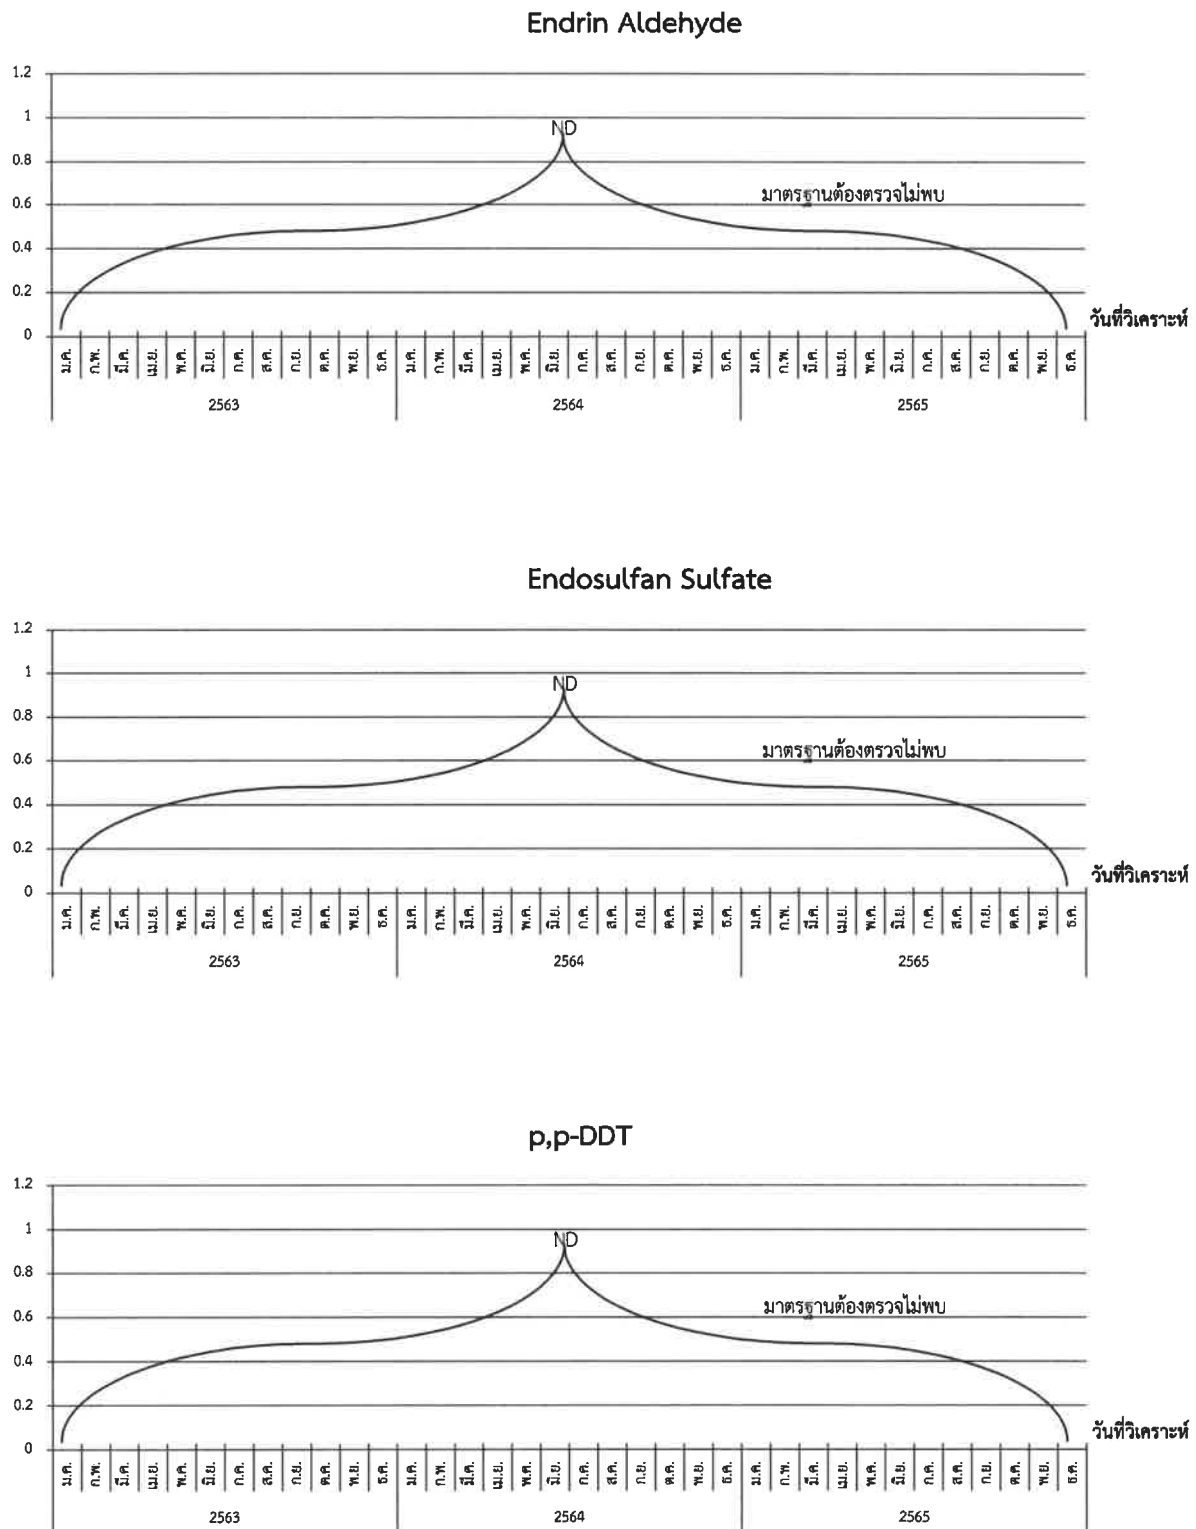 Endrin Aldehyde
1.2
1
ND
0.8
มาตรฐานต้องตรวจไม่พบ
0.6
0.4
0.2
วันที่วิเคราะห์
0
ม.ค. ก.พ. มี.ค. เม.ย. พ.ค. มิ.ย. ก.ค. ส.ค. ก.ย. ต.ค. พ.ย. ธ.ค. ม.ค. ก.พ. มี.ค. เม.ย. พ.ค. มิ.ย. ก.ค. ส.ค. ก.ย. ต.ค. พ.ย. ธ.ค. ม.ค. ก.พ. มี.ค. เม.ย. พ.ค. มิ.ย. ก.ค. ส.ค. ก.ย. ต.ค. พ.ย. ธ.ค.
2563 2564 2565
Endosulfan Sulfate
1.2
1
ND
0.8
มาตรฐานต้องตรวจไม่พบ
0.6
0.4
0.2
วันที่วิเคราะห์
0
ม.ค. ก.พ. มี.ค. เม.ย. พ.ค. มิ.ย. ก.ค. ส.ค. ก.ย. ต.ค. พ.ย. ธ.ค. ม.ค. ก.พ. มี.ค. เม.ย. พ.ค. มิ.ย. ก.ค. ส.ค. ก.ย. ต.ค. พ.ย. ธ.ค. ม.ค. ก.พ. มี.ค. เม.ย. พ.ค. มิ.ย. ก.ค. ส.ค. ก.ย. ต.ค. พ.ย. ธ.ค.
2563 2564 2565
p,p-DDT
1.2
1
ND
0.8
มาตรฐานต้องตรวจไม่พบ
0.6
0.4
0.2
วันที่วิเคราะห์
0
ม.ค. ก.พ. มี.ค. เม.ย. พ.ค. มิ.ย. ก.ค. ส.ค. ก.ย. ต.ค. พ.ย. ธ.ค. ม.ค. ก.พ. มี.ค. เม.ย. พ.ค. มิ.ย. ก.ค. ส.ค. ก.ย. ต.ค. พ.ย. ธ.ค. ม.ค. ก.พ. มี.ค. เม.ย. พ.ค. มิ.ย. ก.ค. ส.ค. ก.ย. ต.ค. พ.ย. ธ.ค.
2563 2564 2565